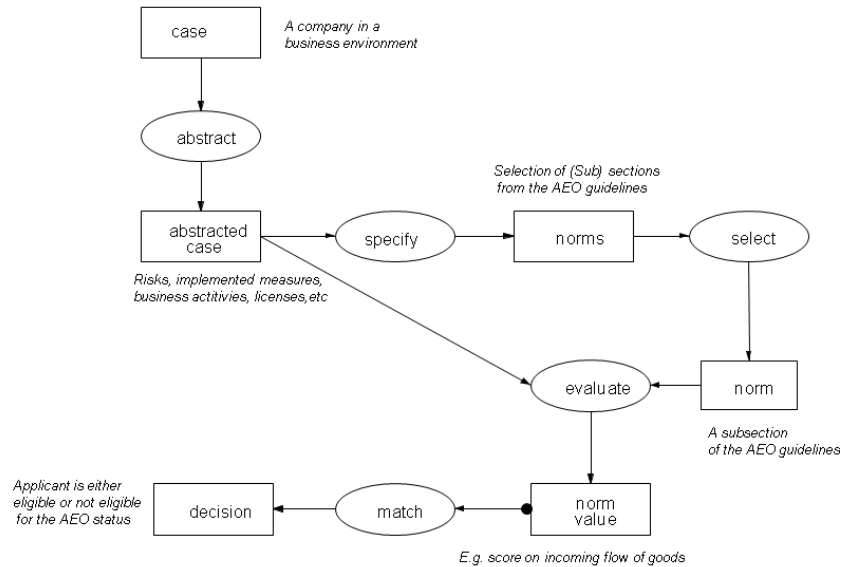 case
A company in a
business environment
abstract
Selection of (Sub) sections
from the AEO guidelines
abstracted
case
specify
norms
select
Risks, implemented measures,
business actitivies, licenses,etc
evaluate
norm
A subsection
of the AEO guidelines
Applicant is either
eligible or not eligible
for the AEO status
decision
match
norm
value
E.g. score on incoming flow of goods